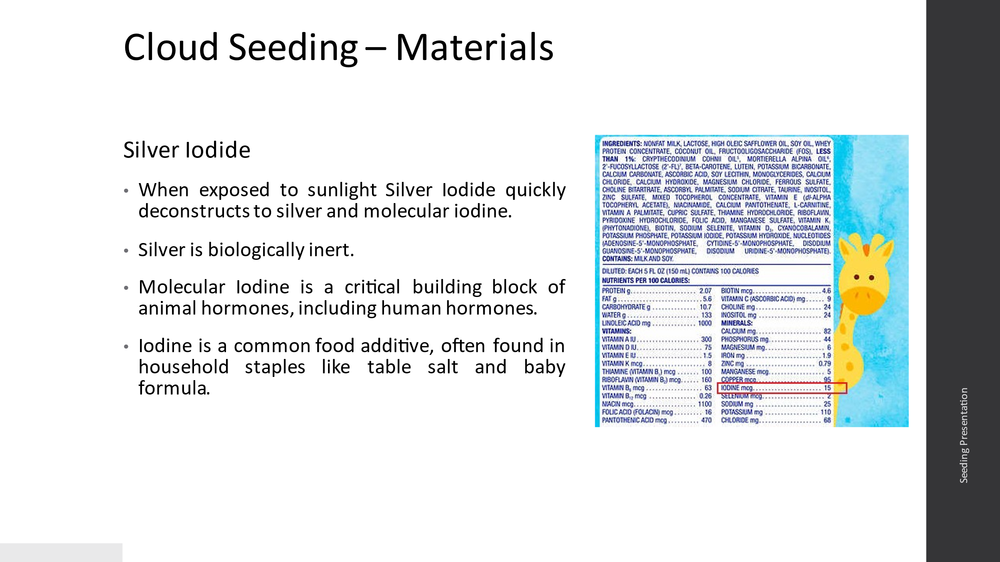 Cloud Seeding – Materials
Silver Iodide
• When exposed to sunlight Silver Iodide quickly
deconstructs to silver and molecular iodine.
• Silver is biologically inert.
• Molecular Iodine is a critical building block of
animal hormones, including human hormones.
• Iodine is a common food additive, often found in
household staples like table salt and baby
formula.
INGREDIENTS: NONFAT MILK, LACTOSE, HIGH OLEIC SAFFLOWER OIL, SOY OIL, WHEY
PROTEIN CONCENTRATE, COCONUT OIL, FRUCTOOLIGOSACCHARIDE (FOS), LESS
THAN 1%: CRYPTHECODINIUM COHNII OIL⁵, MORTIERELLA ALPINA OIL⁶,
2'-FUCOSYLLACTOSE (2'-FL)⁷, BETA-CAROTENE, LUTEIN, POTASSIUM BICARBONATE,
CALCIUM CARBONATE, ASCORBIC ACID, SOY LECITHIN, MONOGLYCERIDES, CALCIUM
CHLORIDE, CALCIUM HYDROXIDE, MAGNESIUM CHLORIDE, FERROUS SULFATE,
CHOLINE BITARTRATE, ASCORBYL PALMITATE, SODIUM CITRATE, TAURINE, INOSITOL,
ZINC SULFATE, MIXED TOCOPHEROL CONCENTRATE, VITAMIN E (dl-ALPHA
TOCOPHERYL ACETATE), NIACINAMIDE, CALCIUM PANTOTHENATE, L-CARNITINE,
VITAMIN A PALMITATE, CUPRIC SULFATE, THIAMINE HYDROCHLORIDE, RIBOFLAVIN,
PYRIDOXINE HYDROCHLORIDE, FOLIC ACID, MANGANESE SULFATE, VITAMIN K₁
(PHYTONADIONE), BIOTIN, SODIUM SELENITE, VITAMIN D₃, CYANOCOBALAMIN,
POTASSIUM PHOSPHATE, POTASSIUM IODIDE, POTASSIUM HYDROXIDE, NUCLEOTIDES
(ADENOSINE-5'-MONOPHOSPHATE, CYTIDINE-5'-MONOPHOSPHATE, DISODIUM
GUANOSINE-5'-MONOPHOSPHATE, DISODIUM URIDINE-5'-MONOPHOSPHATE).
CONTAINS: MILK AND SOY.
DILUTED: EACH 5 FL OZ (150 mL) CONTAINS 100 CALORIES
NUTRIENTS PER 100 CALORIES:
PROTEIN g 2.07
FAT g 5.6
CARBOHYDRATE g 10.7
WATER g 133
LINOLEIC ACID mg 1000
VITAMINS:
VITAMIN A IU 300
VITAMIN D IU 75
VITAMIN E IU 1.5
VITAMIN K mcg 8
THIAMINE (VITAMIN B₁) mcg 100
RIBOFLAVIN (VITAMIN B₂) mcg 160
VITAMIN B₆ mcg 63
VITAMIN B₁₂ mcg 0.26
NIACIN mcg 1100
FOLIC ACID (FOLACIN) mcg 16
PANTOTHENIC ACID mcg 470
BIOTIN mcg 4.6
VITAMIN C (ASCORBIC ACID) mg 9
CHOLINE mg 24
INOSITOL mg 24
MINERALS:
CALCIUM mg 82
PHOSPHORUS mg 44
MAGNESIUM mg 6
IRON mg 1.9
ZINC mg 0.79
MANGANESE mcg 5
COPPER mcg 95
IODINE mcg 15
SELENIUM mcg 2
SODIUM mg 25
POTASSIUM mg 110
CHLORIDE mg 68
Seeding Presentation